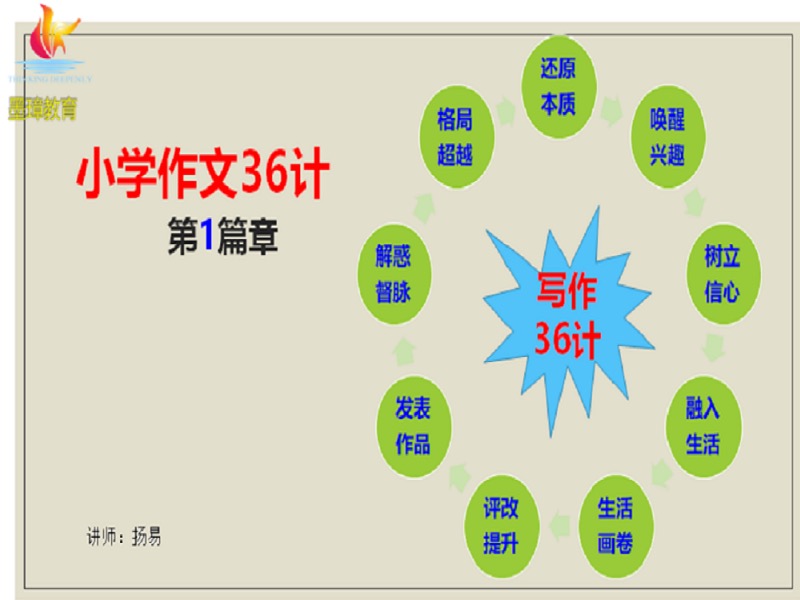 THINKING DEEPENCY
墨璋教育
小学作文36计
第1篇章
讲师：扬易
写作
36计
还原
本质
唤醒
兴趣
树立
信心
融入
生活
生活
画卷
评改
提升
发表
作品
解惑
督脉
格局
超越